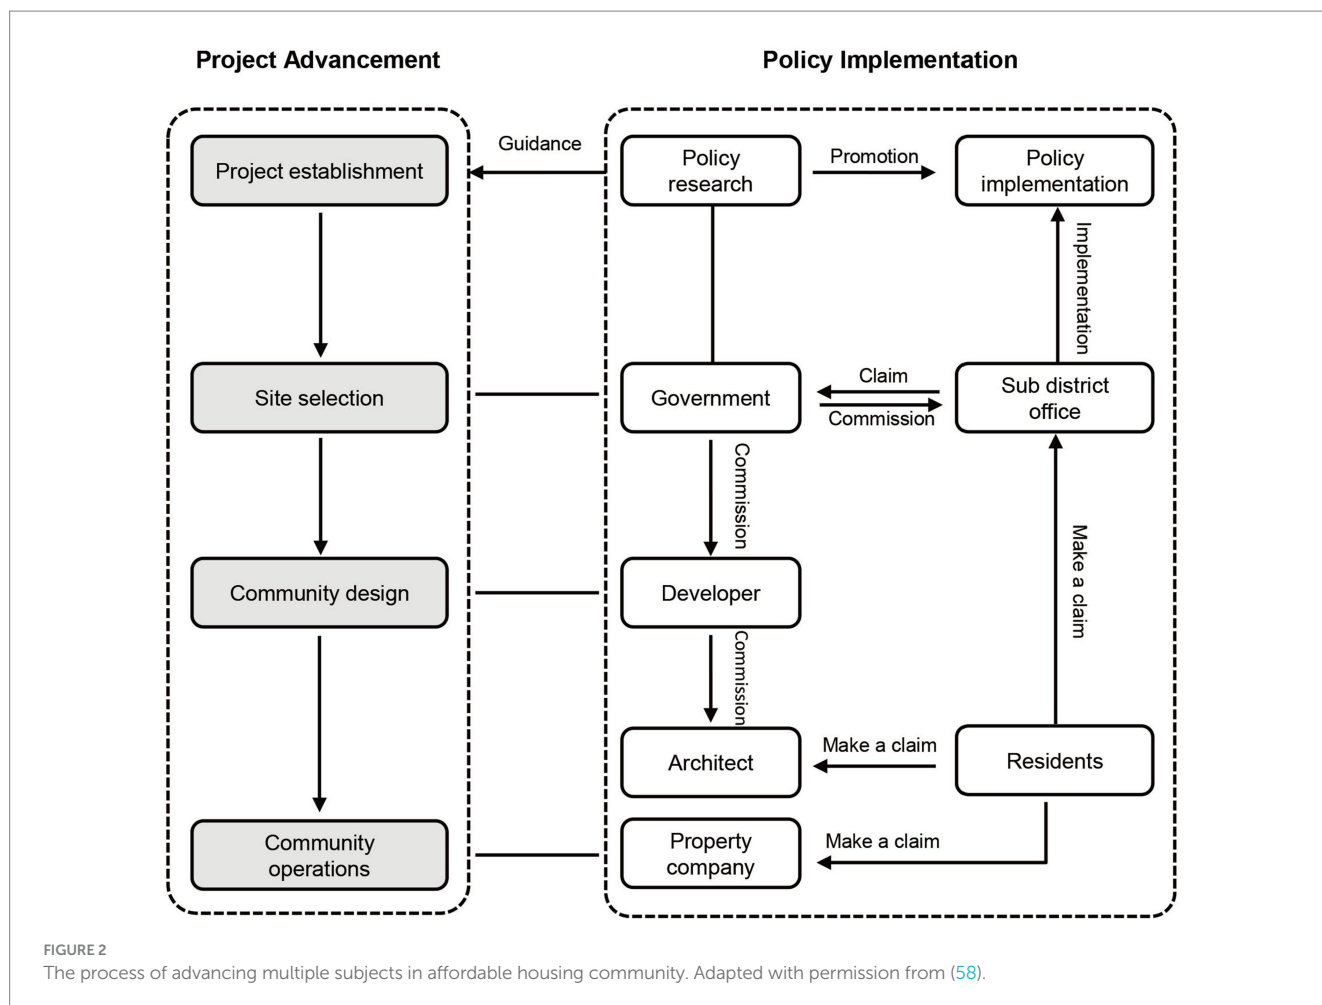 Project Advancement
Policy Implementation
Project establishment
Guidance
Policy
research
Promotion
Policy
implementation
Implementation
Site selection
Government
Claim
Commission
Sub district
office
Commission
Make a claim
Community design
Developer
Commission
Architect
Make a claim
Residents
Community
operations
Property
company
Make a claim
FIGURE 2
The process of advancing multiple subjects in affordable housing community. Adapted with permission from (58).